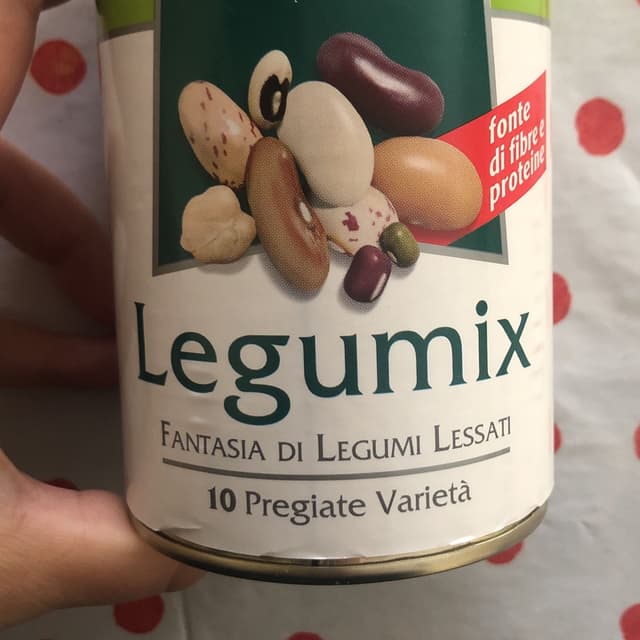 fonte
di fibre e
proteine
Legumix
FANTASIA DI LEGUMI LESSATI
10 Pregiate Varietà